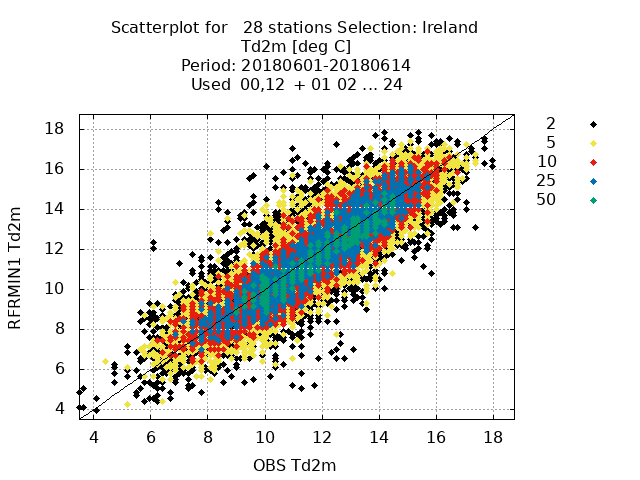 Scatterplot for   28 stations Selection: Ireland
Td2m [deg C]
Period: 20180601-20180614
Used  00,12  + 01 02 ... 24
2
5
10
25
50
18
16
14
12
10
8
6
4
RFRMIN1 Td2m
4 6 8 10 12 14 16 18
OBS Td2m